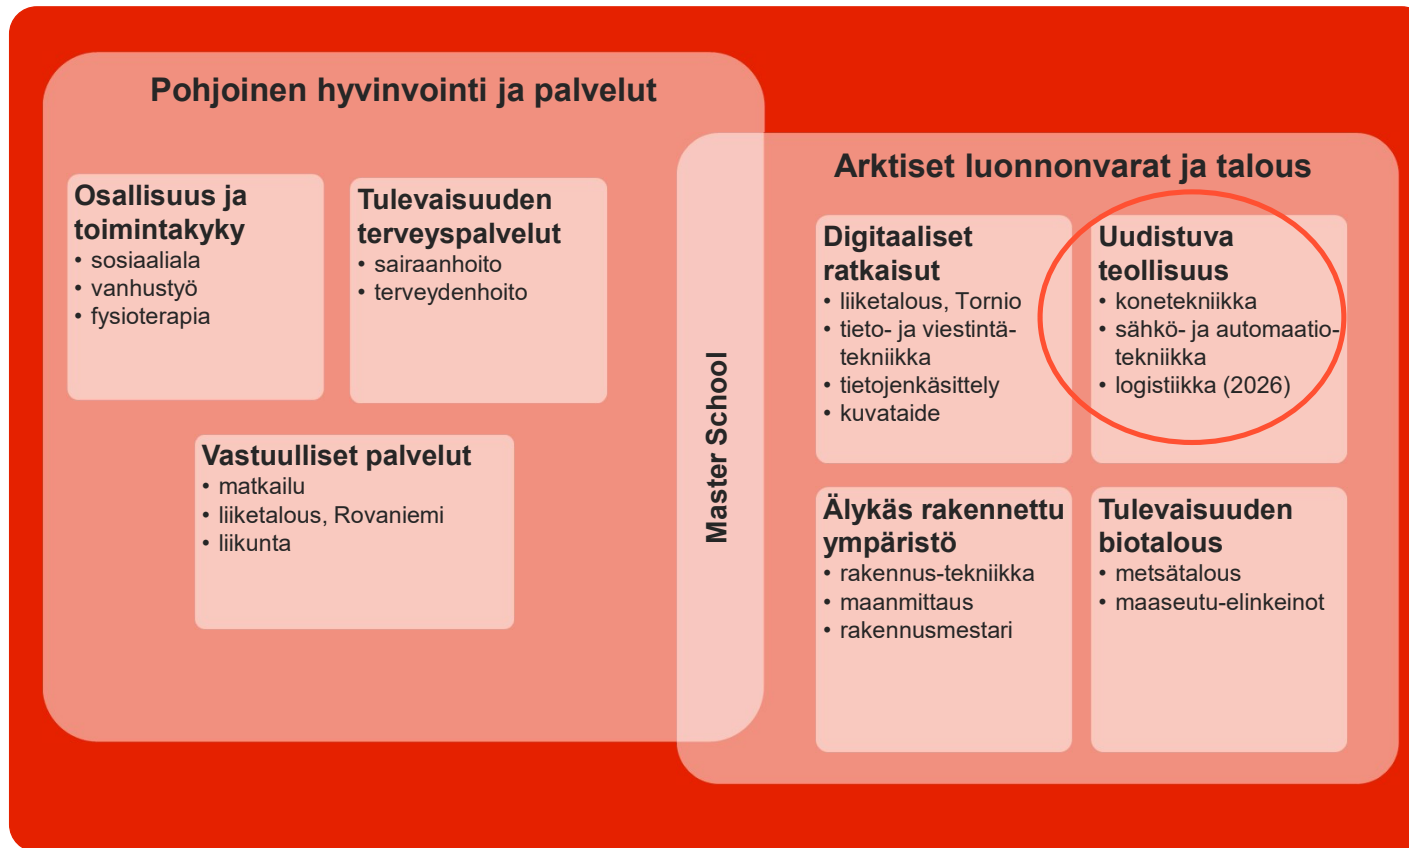 Pohjoinen hyvinvointi ja palvelut
Osallisuus ja
toimintakyky
• sosiaaliala
• vanhustyö
• fysioterapia
Tulevaisuuden
terveyspalvelut
• sairaanhoito
• terveydenhoito
Vastuulliset palvelut
• matkailu
• liiketalous, Rovaniemi
• liikunta
Master School
Arktiset luonnonvarat ja talous
Digitaaliset
ratkaisut
• liiketalous, Tornio
• tieto- ja viestintä-
tekniikka
• tietojenkäsittely
• kuvataide
Uudistuva
teollisuus
• konetekniikka
• sähkö- ja automaatio-
tekniikka
• logistiikka (2026)
Älykäs rakennettu
ympäristö
• rakennus-tekniikka
• maanmittaus
• rakennusmestari
Tulevaisuuden
biotalous
• metsätalous
• maaseutu-elinkeinot